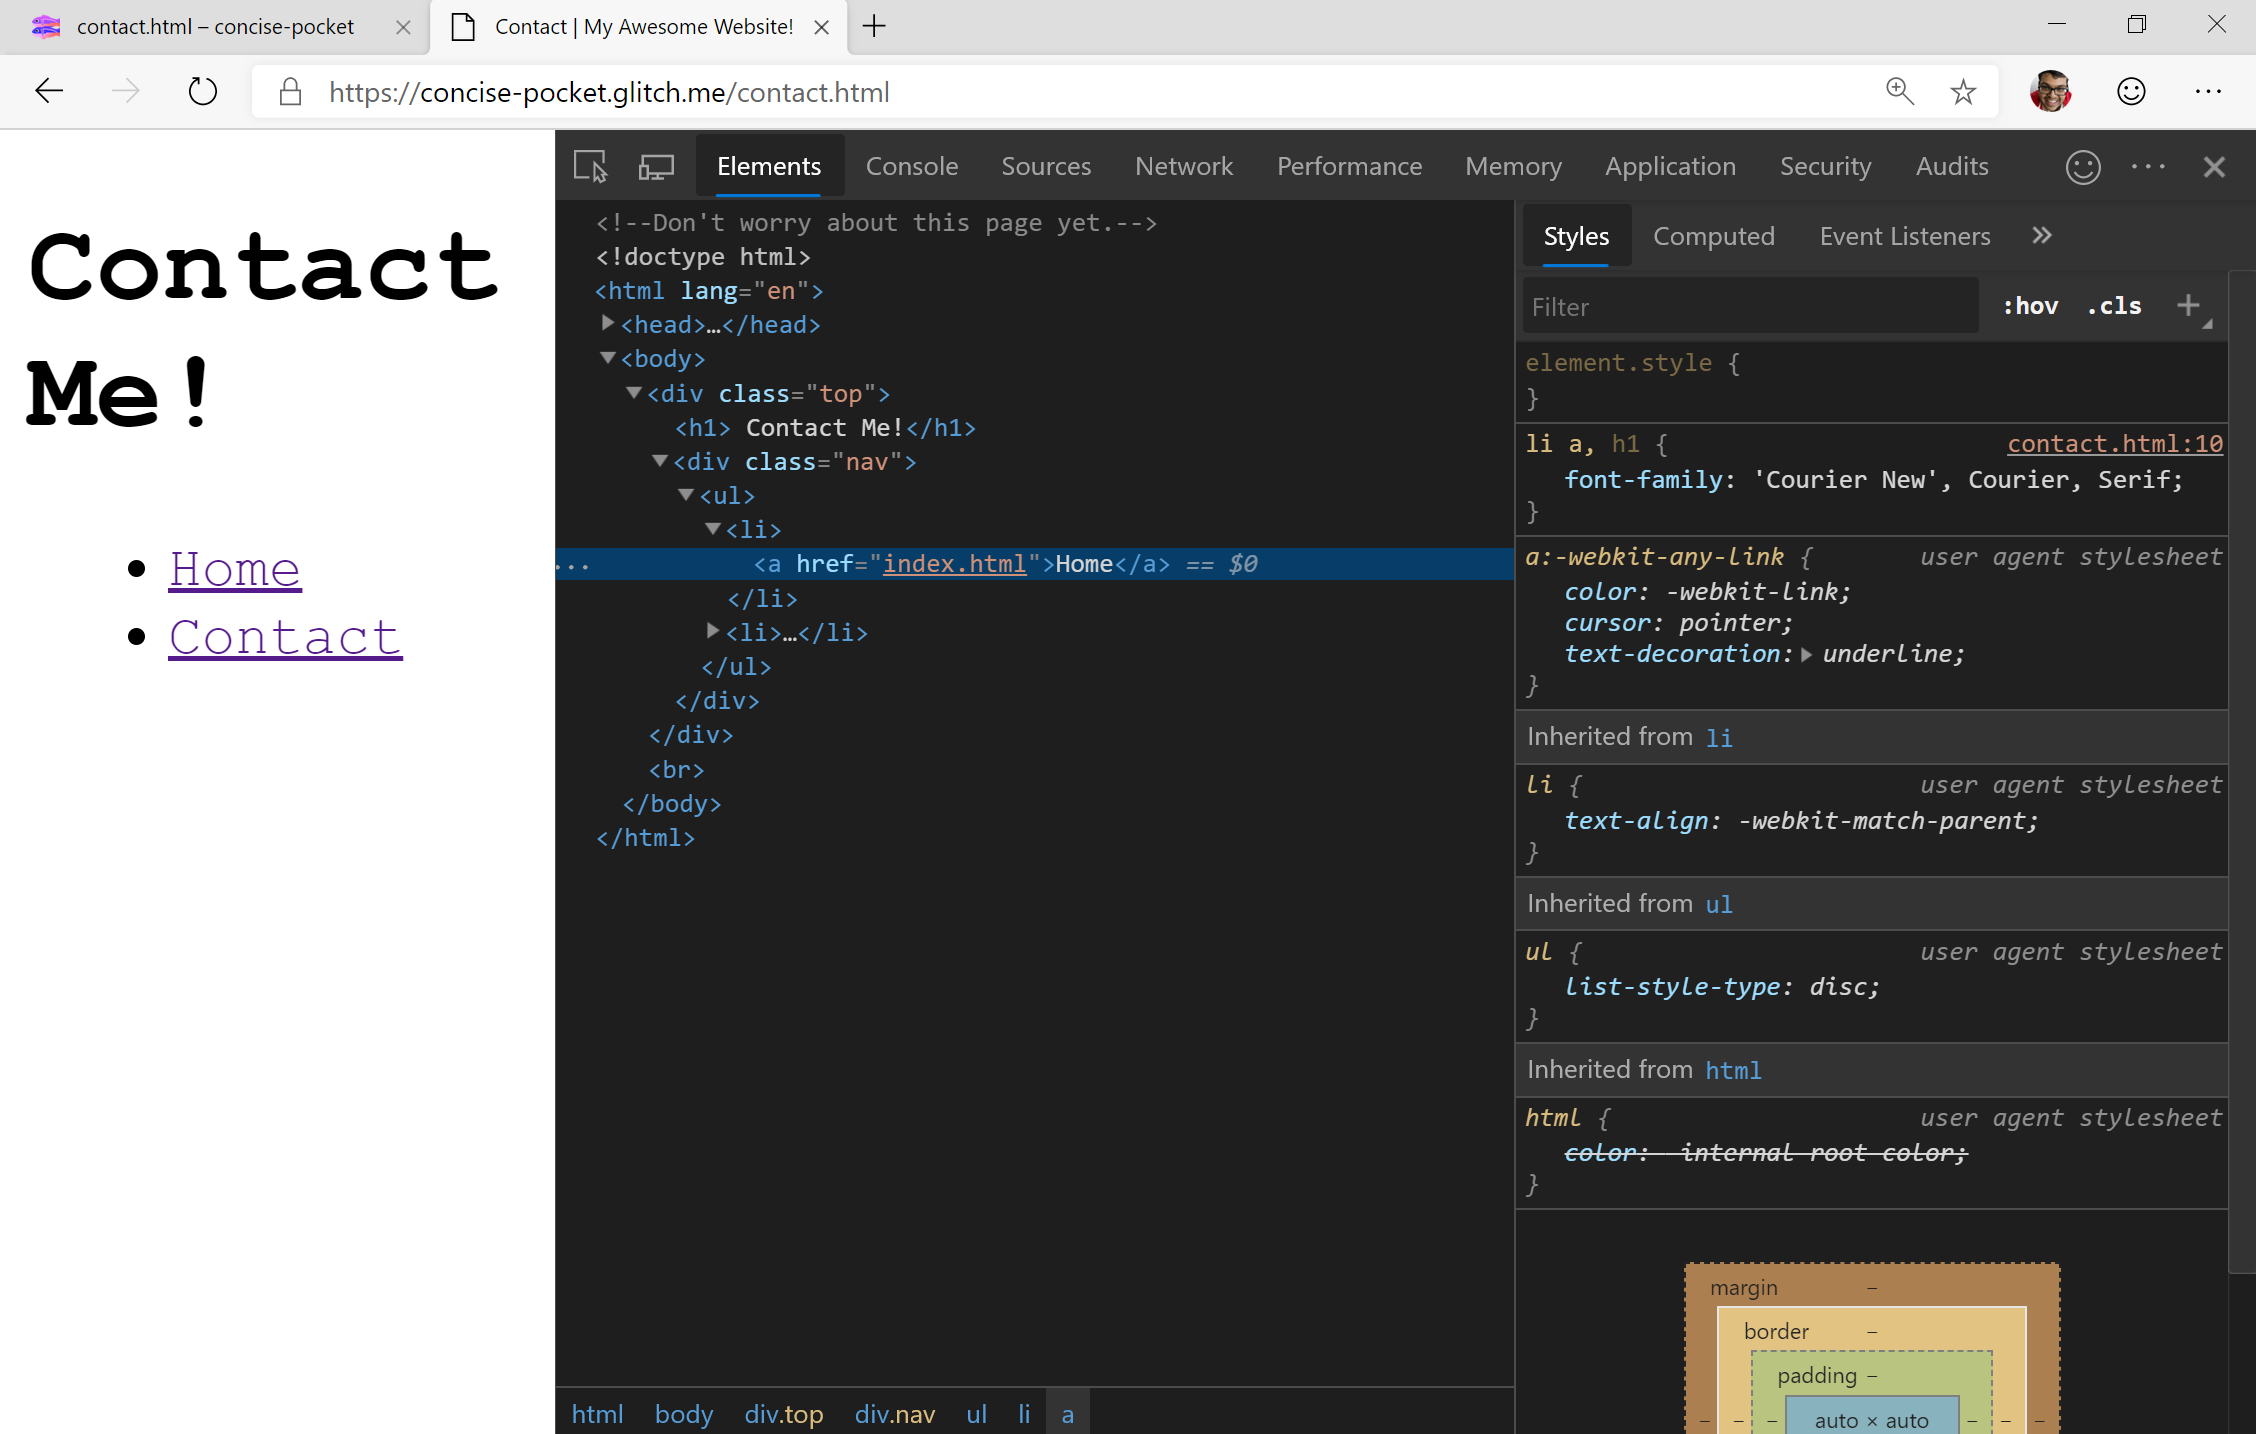 contact.html – concise-pocket
Contact | My Awesome Website!
https://concise-pocket.glitch.me/contact.html
Contact
Me!
Home
Contact
Elements Console Sources Network Performance Memory Application Security Audits
<!--Don't worry about this page yet.-->
<!doctype html>
<html lang="en">
<head>…</head>
<body>
<div class="top">
<h1> Contact Me!</h1>
<div class="nav">
<ul>
<li>
<a href="index.html">Home</a> == $0
</li>
<li>…</li>
</ul>
</div>
</div>
<br>
</body>
</html>
html body div.top div.nav ul li a
Styles Computed Event Listeners
Filter :hov .cls
element.style {
}
li a, h1 { contact.html:10
font-family: 'Courier New', Courier, Serif;
}
a:-webkit-any-link { user agent stylesheet
color: -webkit-link;
cursor: pointer;
text-decoration: underline;
}
Inherited from li
li { user agent stylesheet
text-align: -webkit-match-parent;
}
Inherited from ul
ul { user agent stylesheet
list-style-type: disc;
}
Inherited from html
html { user agent stylesheet
color: -internal-root-color;
}
margin –
border –
padding –
– – – auto × auto – – –